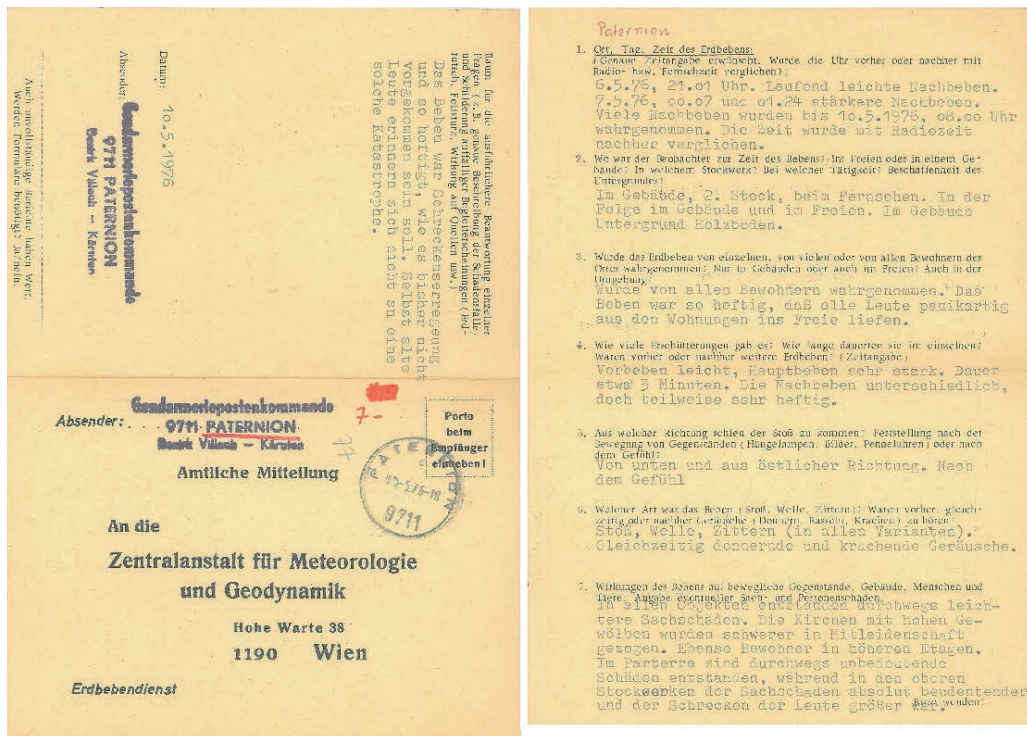 Raum für die ausführlichere Beantwortung einzelner
Fragen (z.B. genaue Beschreibung der Schadensfälle,
und Schilderung auffälliger Begleiterscheinungen (Erd-
rutsch, Felssturz, Wirkung auf Quellen usw.)
Das Beben war Schreckenserregeung
und so heftigt, wie es bisher nicht
vorgekommen sein soll. Selbst alte
Leute erinnern sich nicht an eine
solche Katastrophe.
Datum: 10.5.1976
Absender: Gendarmeriepostenkommando
9711 PATERNION
Bezirk Villach – Kärnten
Auch unvollständige Berichte haben Wert.
Werden Formulare benötigt? Ja/nein.
Absender:
Gendarmeriepostenkommando
9711 PATERNION
Bezirk Villach – Kärnten
7-
Porto
beim
Empfänger
einheben!
PATERNION
9711
Amtliche Mitteilung
An die
Zentralanstalt für Meteorologie
und Geodynamik
Hohe Warte 38
1190 Wien
Erdbebendienst
Paternion
1. Ort, Tag, Zeit des Erdbebens:
(Genaue Zeitangabe erwünscht. Wurde die Uhr vorher oder nachher mit
Radio- bzw. Fernsehzeit verglichen?)
6.5.76, 21.01 Uhr. Laufend leichte Nachbeben.
7.5.76, 00.07 und 01.24 stärkere Nachbeben.
Viele Nachbeben wurden bis 10.5.1976, 08.00 Uhr
wahrgenommen. Die Zeit wurde mit Radiozeit
nachher verglichen.
2. Wo war der Beobachter zur Zeit des Bebens? Im Freien oder in einem Ge-
bäude? In welchem Stockwerk? Bei welcher Tätigkeit? Beschaffenheit des
Untergrundes?
Im Gebäude, 2. Stock, beim Fernsehen. In der
Folge im Gebäude und im Freien. Im Gebäude
Untergrund Holzboden.
3. Wurde das Erdbeben von einzelnen, von vielen oder von allen Bewohnern des
Ortes wahrgenommen? Nur in Gebäuden oder auch im Freien? Auch in der
Umgebung?
Wurde von allen Bewohnern wahrgenommen. Das
Beben war so heftig, daß alle Leute panikartig
aus den Wohnungen ins Freie liefen.
4. Wie viele Erschütterungen gab es? Wie lange dauerten sie im einzelnen?
Waren vorher oder nachher weitere Erdbeben? (Zeitangabe)
Vorbeben leicht, Hauptbeben sehr stark. Dauer
etwa 3 Minuten. Die Nachbeben unterschiedlich,
doch teilweise sehr heftig.
5. Aus welcher Richtung schien der Stoß zu kommen? Feststellung nach der
Bewegung von Gegenständen (Hängelampen, Bilder, Pendeluhren) oder nach
dem Gefühl?
Von unten und aus östlicher Richtung. Nach
dem Gefühl
6. Welcher Art war das Beben (Stoß, Welle, Zittern)? Waren vorher, gleich-
zeitig oder nachher Geräusche (Donnern, Rasseln, Krachen) zu hören?
Stoß, Welle, Zittern (in allen Varianten).
Gleichzeitig donnernde und krachende Geräusche.
7. Wirkungen des Bebens auf bewegliche Gegenstände, Gebäude, Menschen und
Tiere. Angabe eventueller Sach- und Personenschäden.
In allen Objekten entstanden durchwegs leich-
tere Sachschäden. Die Kirchen mit hohen Ge-
wölben wurden schwerer in Mitleidenschaft
gezogen. Ebenso Bewohner in höheren Etagen.
Im Parterre sind durchwegs unbedeutende
Schäden entstanden, während in den oberen
Stockwerken der Sachschaden absolut beudentender
und der Schrecken der Leute größer war.
Bitte wenden!